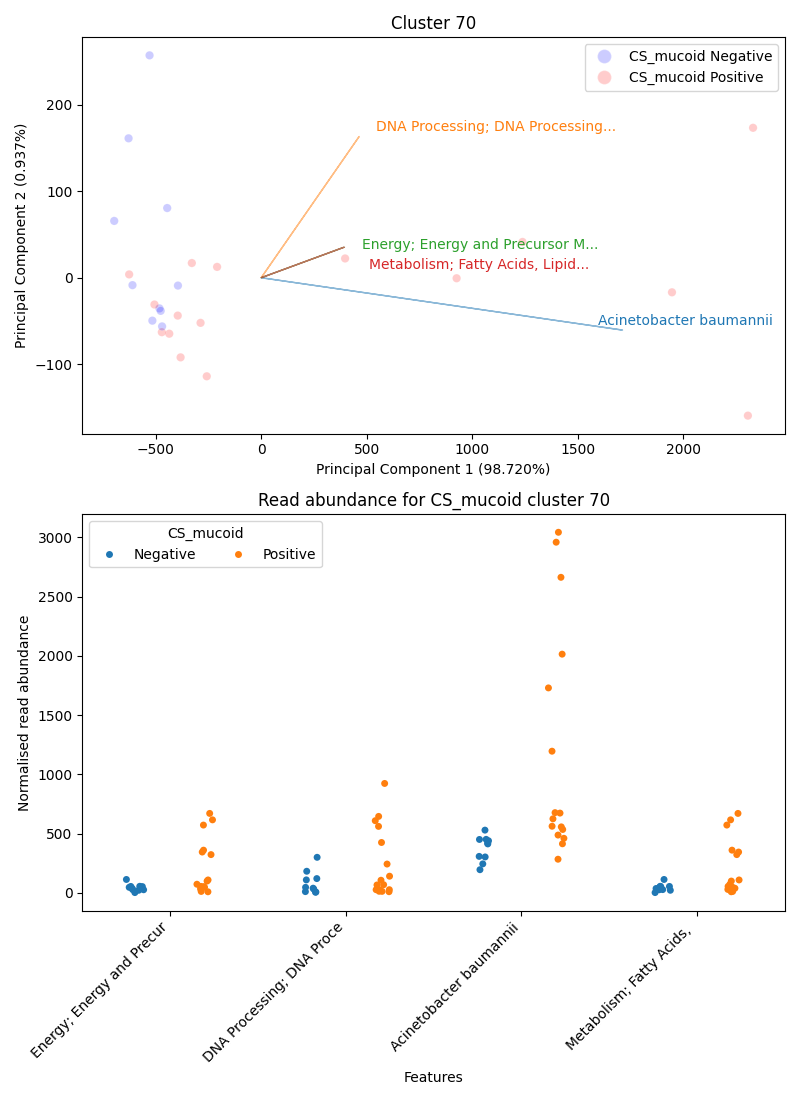 Cluster 70
CS_mucoid Negative
CS_mucoid Positive
200
100
0
−100
Principal Component 2 (0.937%)
DNA Processing; DNA Processing...
Energy; Energy and Precursor M...
Metabolism; Fatty Acids, Lipid...
Acinetobacter baumannii
−500
0
500
1000
1500
2000
Principal Component 1 (98.720%)
Read abundance for CS_mucoid cluster 70
CS_mucoid
Negative
Positive
3000
2500
2000
1500
1000
500
0
Normalised read abundance
Energy; Energy and Precur
DNA Processing; DNA Proce
Acinetobacter baumannii
Metabolism; Fatty Acids,
Features